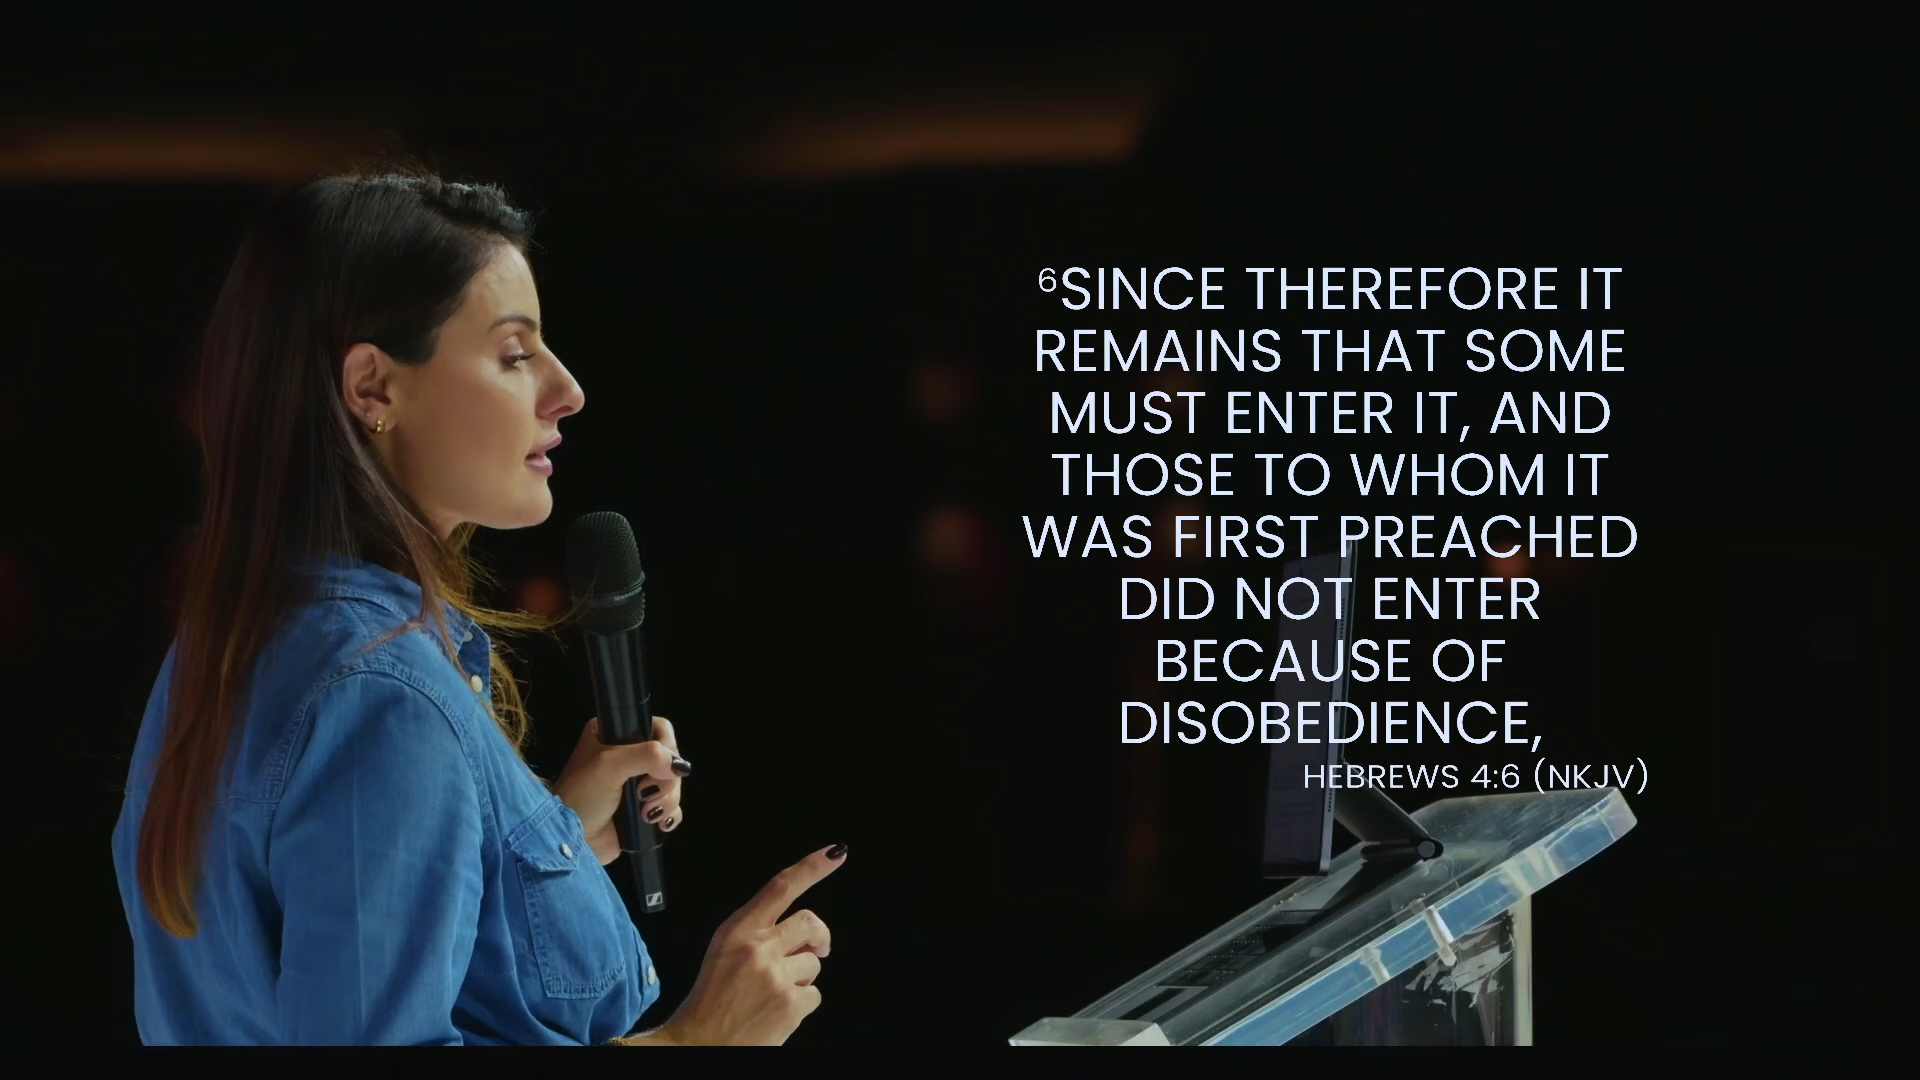 ⁶SINCE THEREFORE IT
REMAINS THAT SOME
MUST ENTER IT, AND
THOSE TO WHOM IT
WAS FIRST PREACHED
DID NOT ENTER
BECAUSE OF
DISOBEDIENCE,
HEBREWS 4:6 (NKJV)